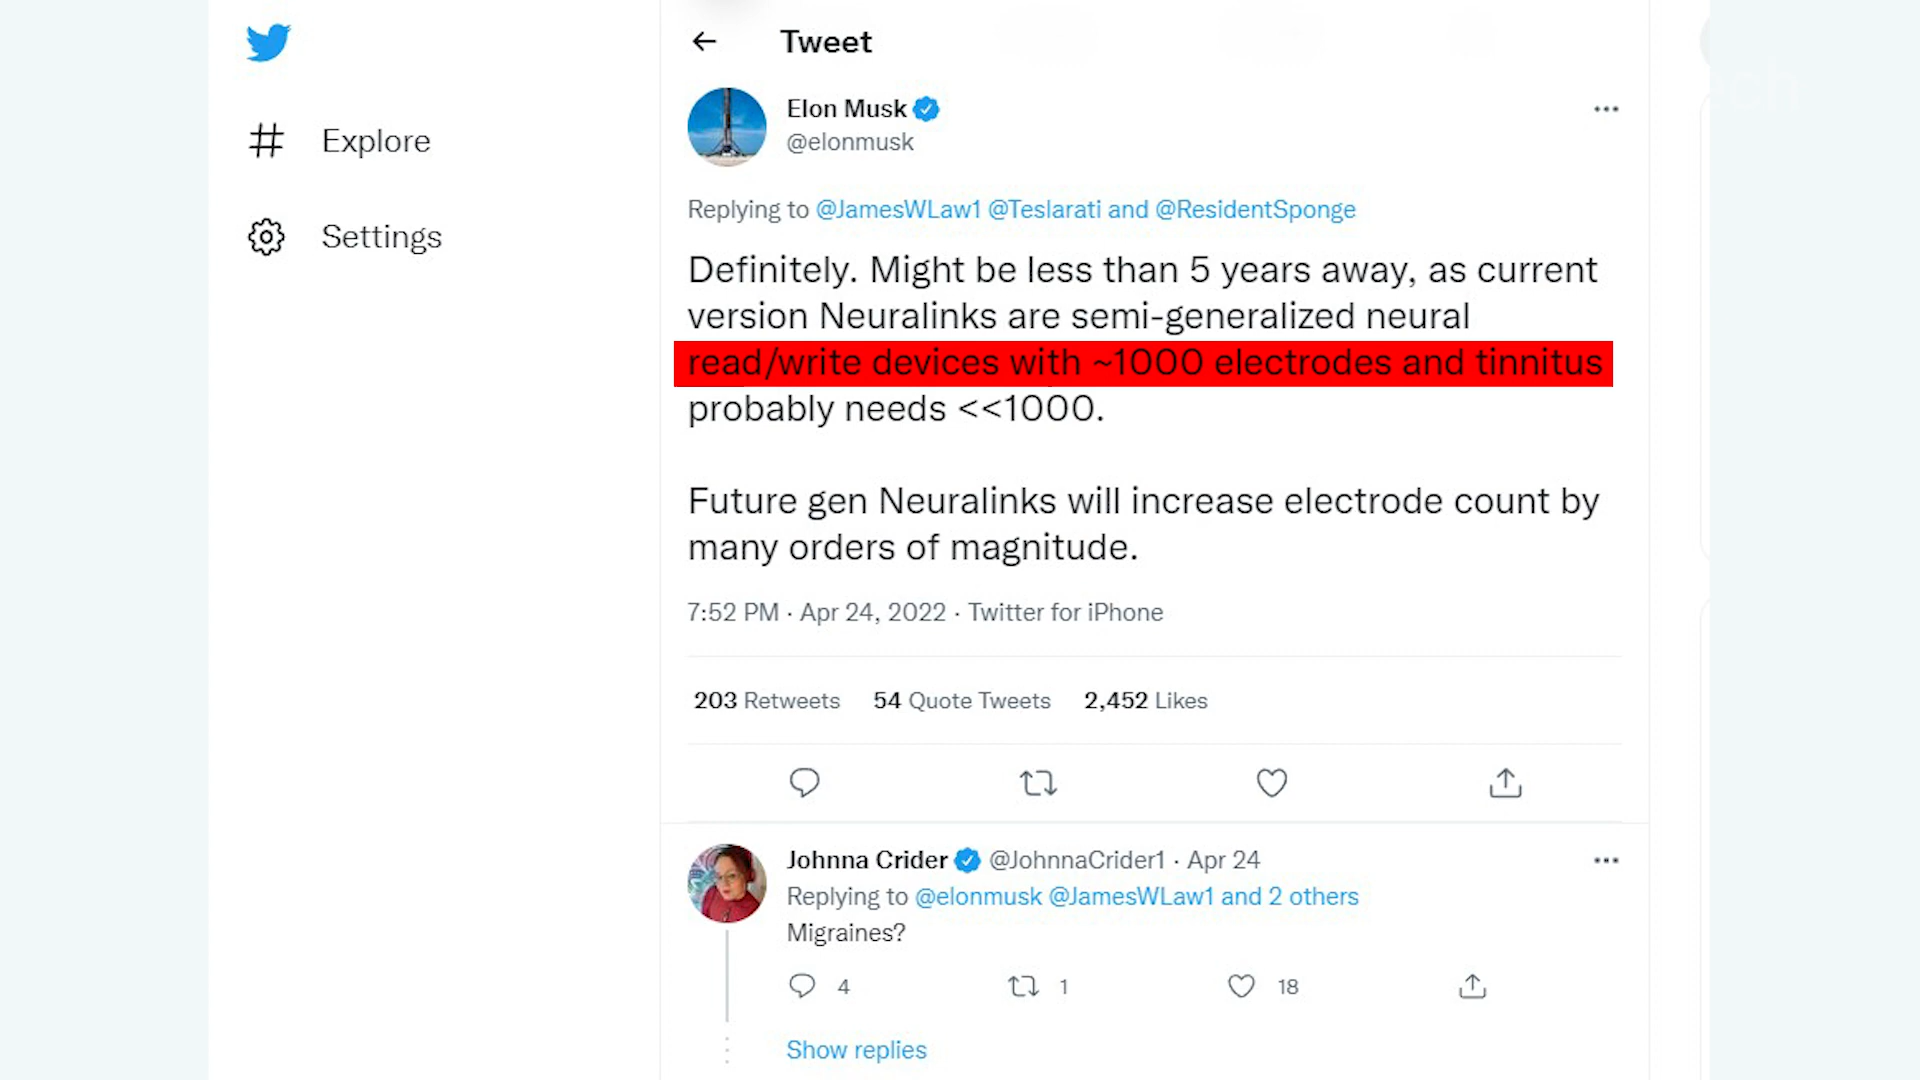 Tweet
Explore
Settings
Elon Musk
@elonmusk
Replying to @JamesWLaw1 @Teslarati and @ResidentSponge
Definitely. Might be less than 5 years away, as current
version Neuralinks are semi-generalized neural
read/write devices with ~1000 electrodes and tinnitus
probably needs <<1000.
Future gen Neuralinks will increase electrode count by
many orders of magnitude.
7:52 PM · Apr 24, 2022 · Twitter for iPhone
203 Retweets 54 Quote Tweets 2,452 Likes
Johnna Crider @JohnnaCrider1 · Apr 24
Replying to @elonmusk @JamesWLaw1 and 2 others
Migraines?
4 1 18
Show replies